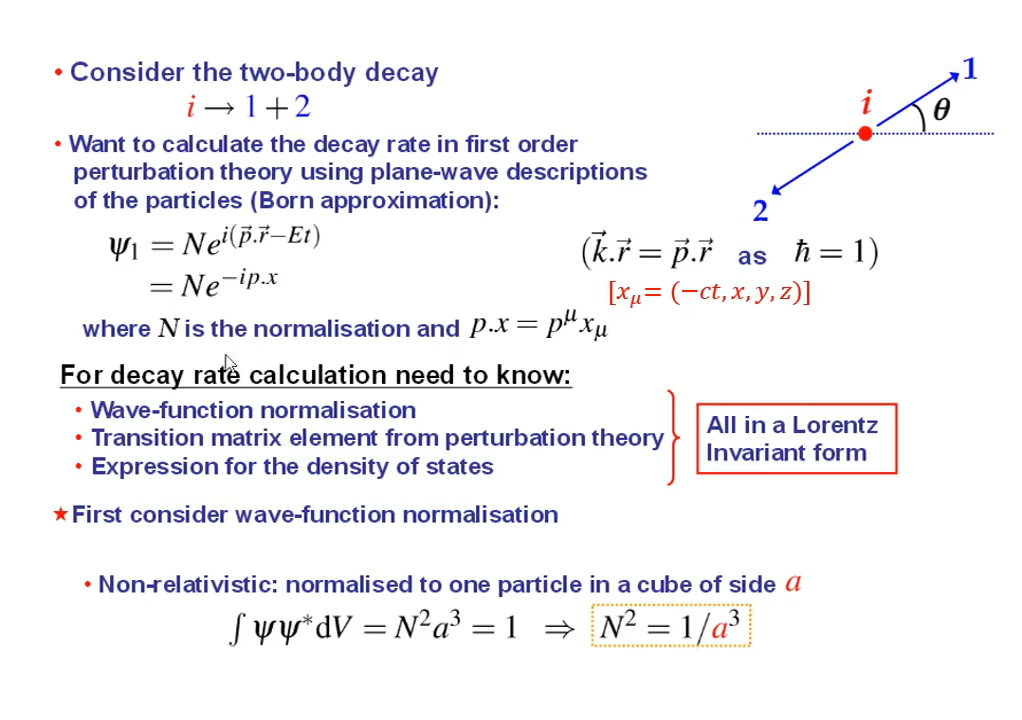 • Consider the two-body decay
i → 1 + 2
• Want to calculate the decay rate in first order
perturbation theory using plane-wave descriptions
of the particles (Born approximation):
ψ₁ = Ne^{i(p⃗.r⃗−Et)}
= Ne^{−ip.x}
(k⃗.r⃗ = p⃗.r⃗ as ħ = 1)
[x_μ = (−ct, x, y, z)]
where N is the normalisation and p.x = p^μ x_μ
i
1
θ
2
For decay rate calculation need to know:
• Wave-function normalisation
• Transition matrix element from perturbation theory
• Expression for the density of states
All in a Lorentz
Invariant form
★ First consider wave-function normalisation
• Non-relativistic: normalised to one particle in a cube of side a
∫ψψ*dV = N²a³ = 1 ⇒ N² = 1/a³